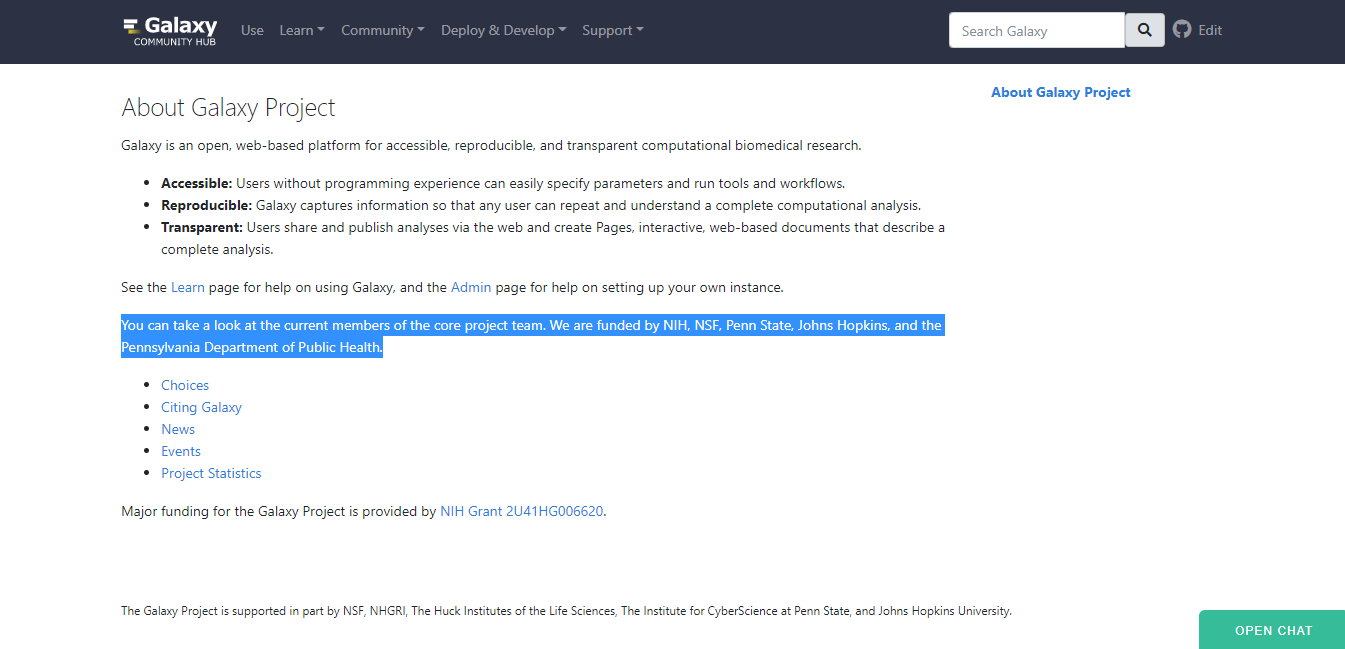 Galaxy
COMMUNITY HUB
Use Learn Community Deploy & Develop Support
Search Galaxy
Edit
About Galaxy Project
About Galaxy Project
Galaxy is an open, web-based platform for accessible, reproducible, and transparent computational biomedical research.
• Accessible: Users without programming experience can easily specify parameters and run tools and workflows.
• Reproducible: Galaxy captures information so that any user can repeat and understand a complete computational analysis.
• Transparent: Users share and publish analyses via the web and create Pages, interactive, web-based documents that describe a
complete analysis.
See the Learn page for help on using Galaxy, and the Admin page for help on setting up your own instance.
You can take a look at the current members of the core project team. We are funded by NIH, NSF, Penn State, Johns Hopkins, and the
Pennsylvania Department of Public Health.
• Choices
• Citing Galaxy
• News
• Events
• Project Statistics
Major funding for the Galaxy Project is provided by NIH Grant 2U41HG006620.
The Galaxy Project is supported in part by NSF, NHGRI, The Huck Institutes of the Life Sciences, The Institute for CyberScience at Penn State, and Johns Hopkins University.
OPEN CHAT